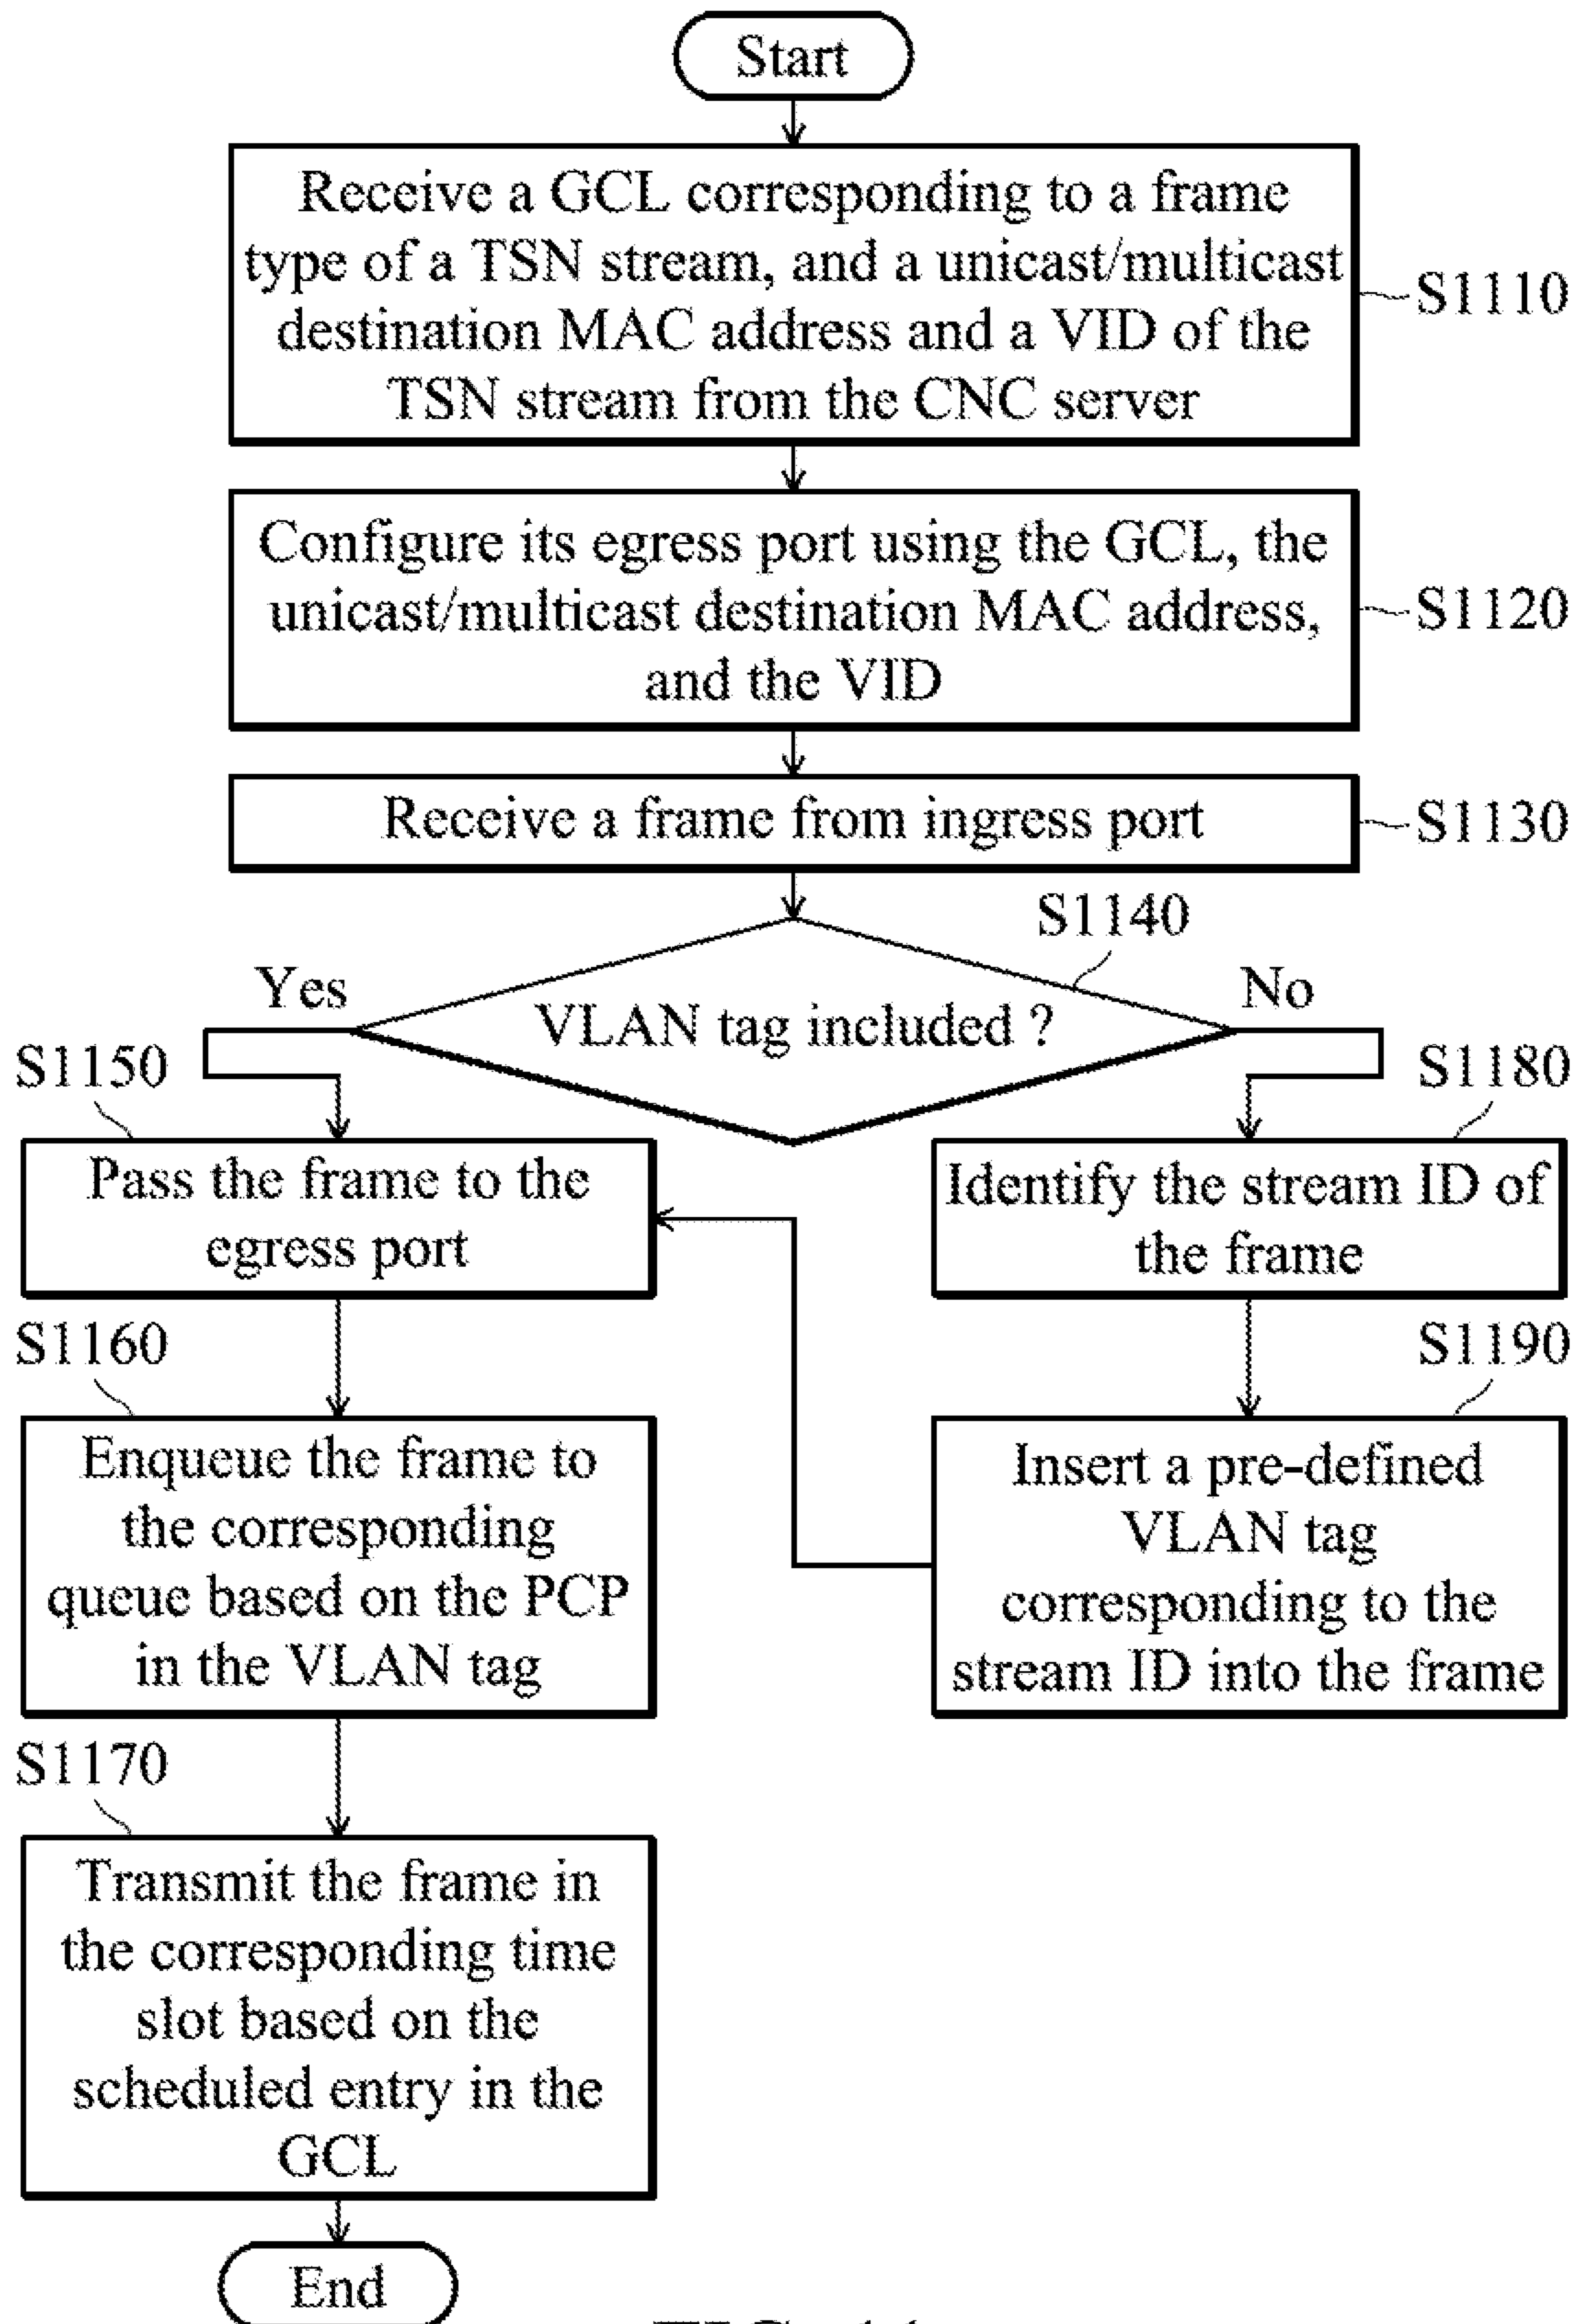 Start
Receive a GCL corresponding to a frame
type of a TSN stream, and a unicast/multicast
destination MAC address and a VID of the
TSN stream from the CNC server
S1110
Configure its egress port using the GCL, the
unicast/multicast destination MAC address,
and the VID
S1120
Receive a frame from ingress port
S1130
S1140
VLAN tag included ?
Yes
No
S1150
Pass the frame to the
egress port
S1180
Identify the stream ID of
the frame
S1160
Enqueue the frame to
the corresponding
queue based on the PCP
in the VLAN tag
S1190
Insert a pre-defined
VLAN tag
corresponding to the
stream ID into the frame
S1170
Transmit the frame in
the corresponding time
slot based on the
scheduled entry in the
GCL
End